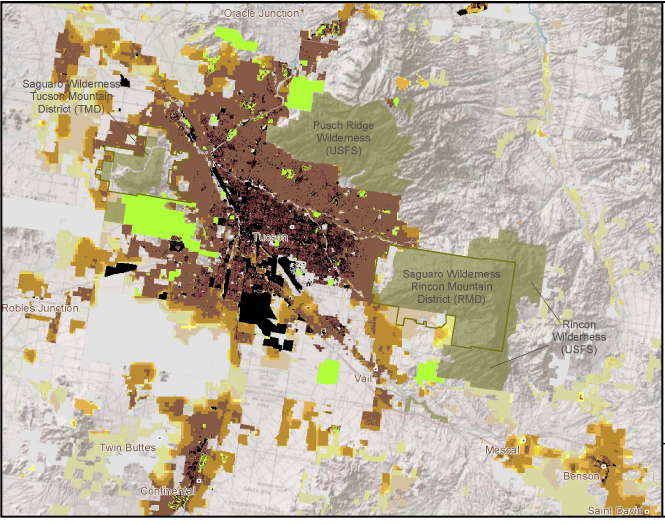 Oracle Junction
Saguaro Wilderness
Tucson Mountain
District (TMD)
Pusch Ridge
Wilderness
(USFS)
Tucson
Saguaro Wilderness
Rincon Mountain
District (RMD)
Robles Junction
Rincon
Wilderness
(USFS)
Vail
Twin Buttes
Mescal
Benson
Continental
Saint David